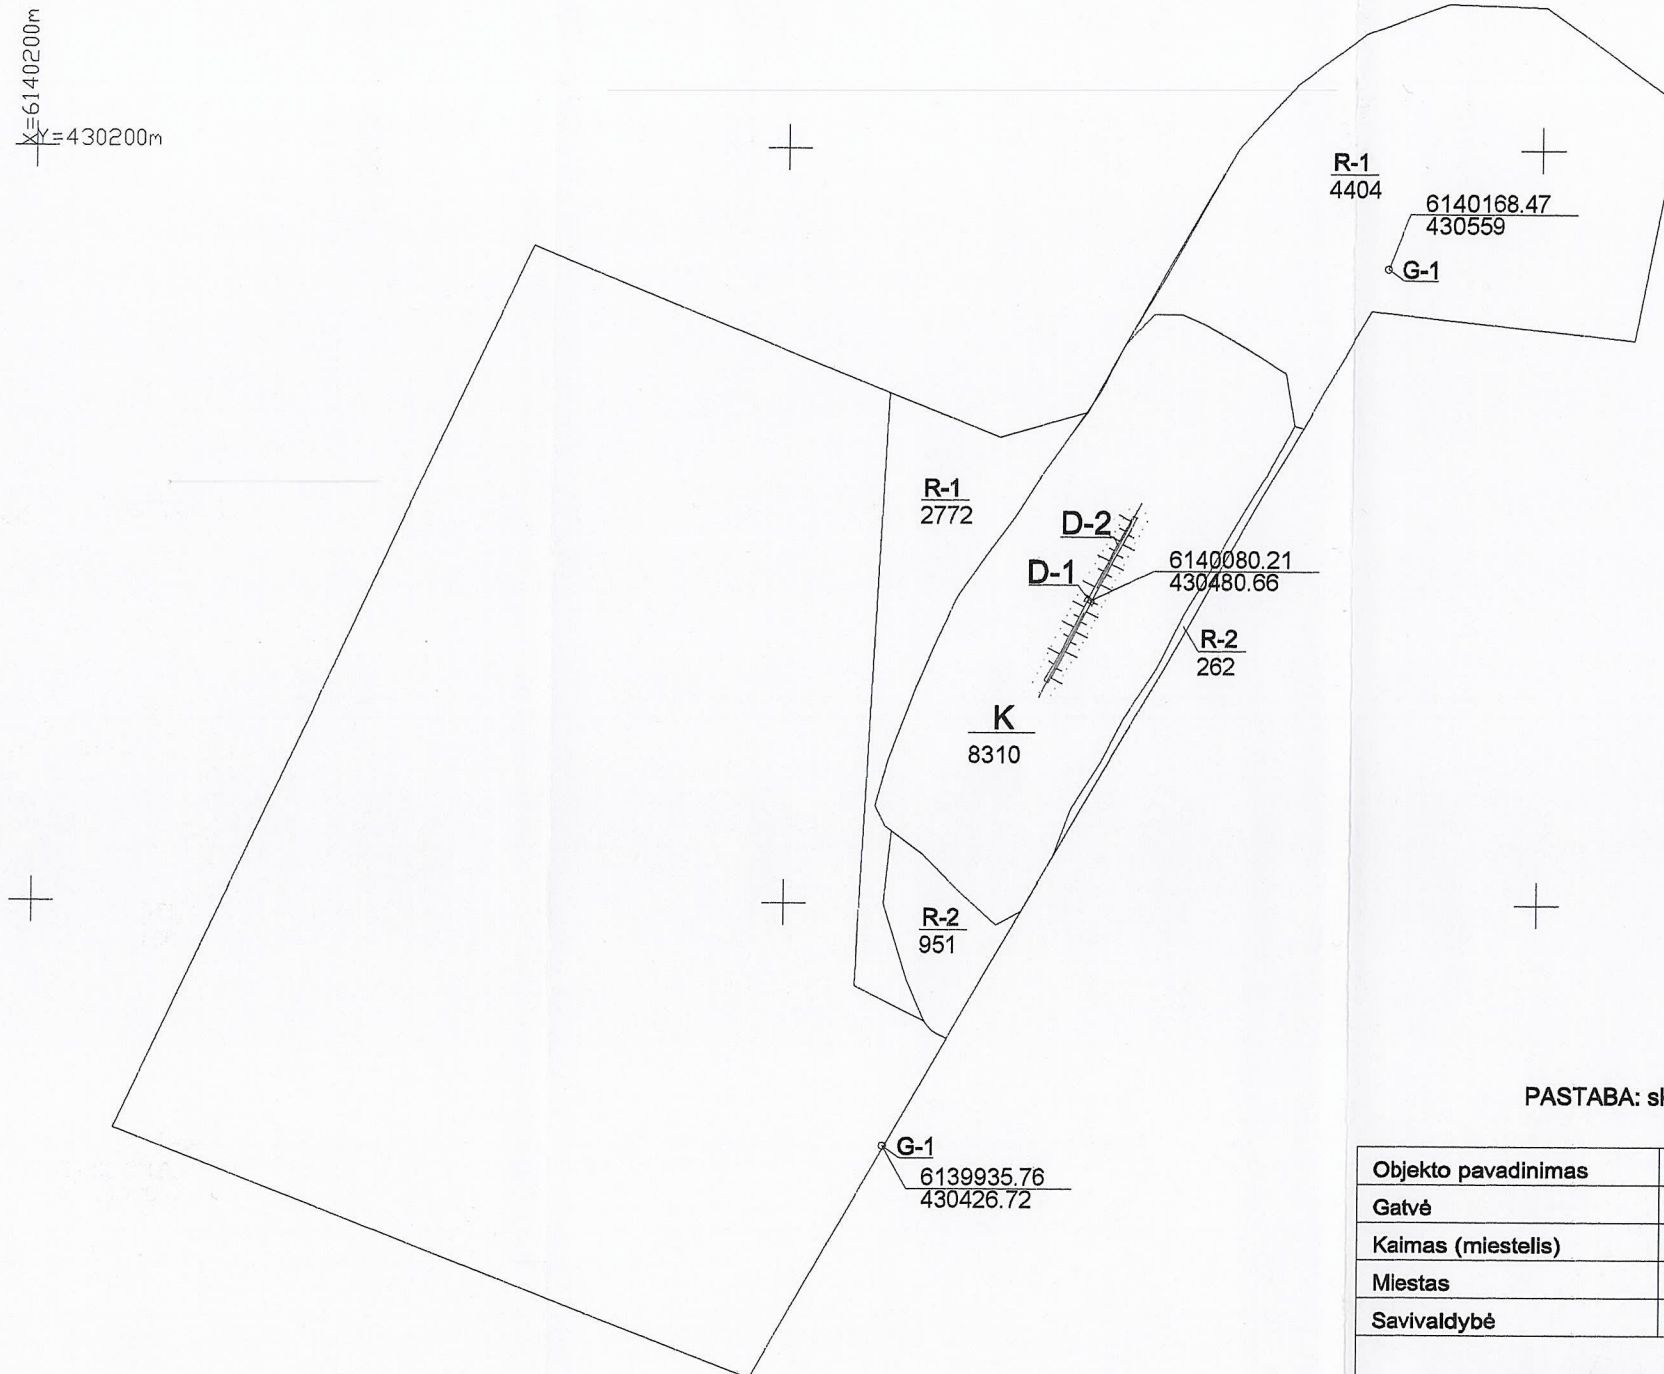 X=6140200m
Y=430200m
R-1
4404
6140168.47
430559
G-1
R-1
2772
D-2
D-1
6140080.21
430480.66
R-2
262
K
8310
R-2
951
G-1
6139935.76
430426.72
PASTABA:
Objekto pavadinimas
Gatvė
Kaimas (miestelis)
Miestas
Savivaldybė